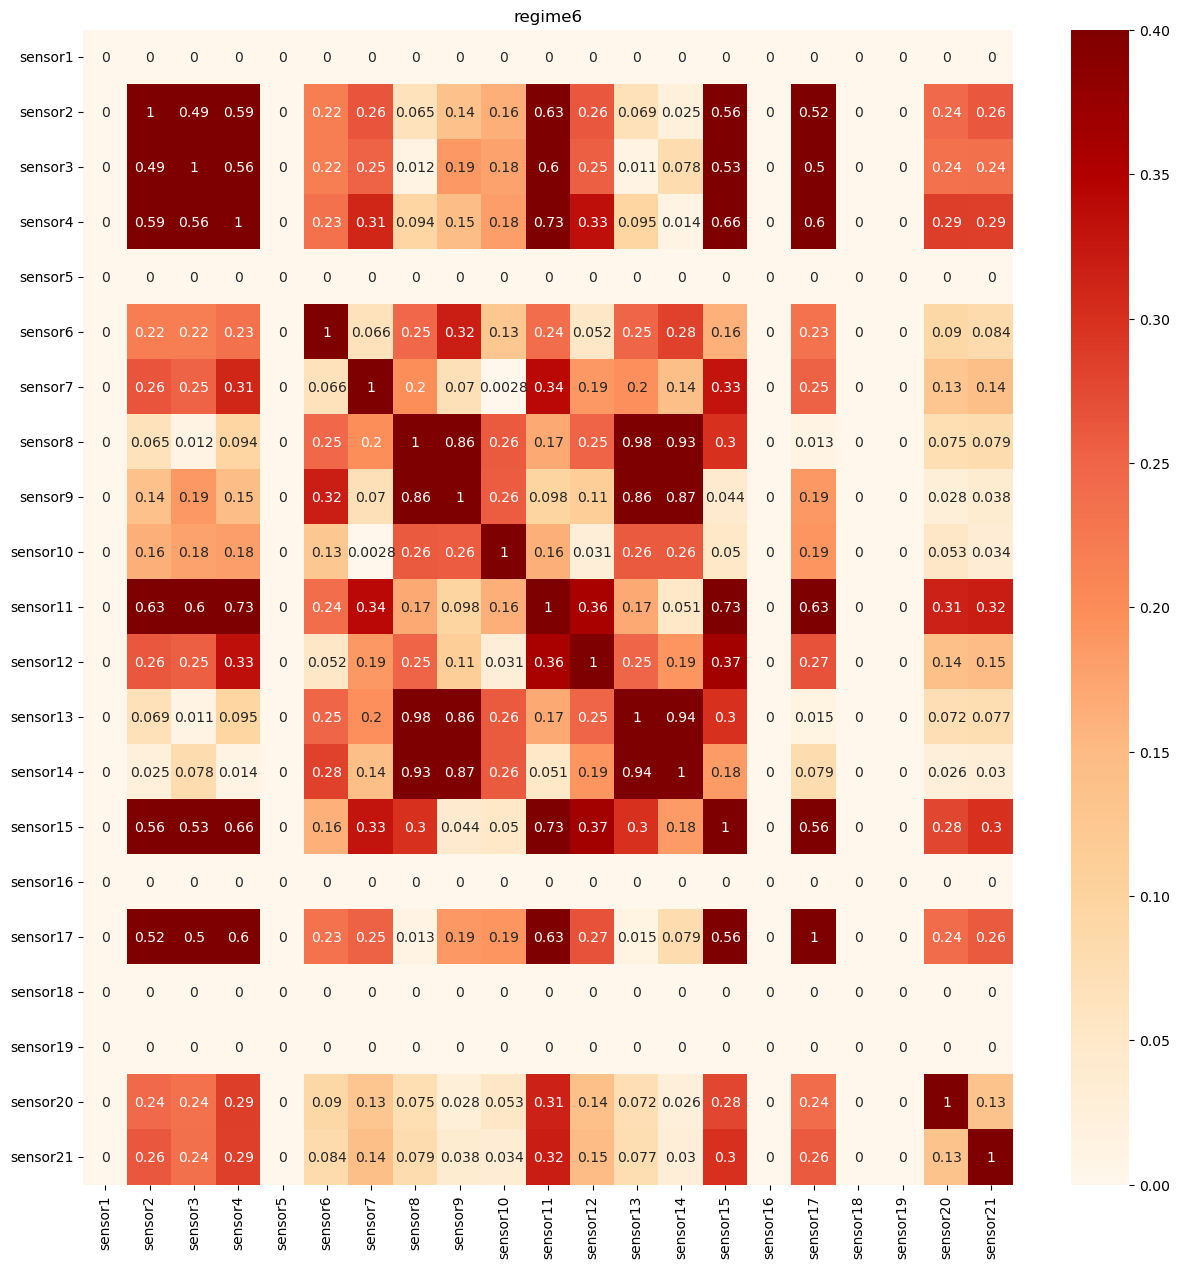 regime6
sensor1 0 0 0 0 0 0 0 0 0 0 0 0 0 0 0 0 0 0 0 0 0
sensor2 0 1 0.49 0.59 0 0.22 0.26 0.065 0.14 0.16 0.63 0.26 0.069 0.025 0.56 0 0.52 0 0 0.24 0.26
sensor3 0 0.49 1 0.56 0 0.22 0.25 0.012 0.19 0.18 0.6 0.25 0.011 0.078 0.53 0 0.5 0 0 0.24 0.24
sensor4 0 0.59 0.56 1 0 0.23 0.31 0.094 0.15 0.18 0.73 0.33 0.095 0.014 0.66 0 0.6 0 0 0.29 0.29
sensor5 0 0 0 0 0 0 0 0 0 0 0 0 0 0 0 0 0 0 0 0 0
sensor6 0 0.22 0.22 0.23 0 1 0.066 0.25 0.32 0.13 0.24 0.052 0.25 0.28 0.16 0 0.23 0 0 0.09 0.084
sensor7 0 0.26 0.25 0.31 0 0.066 1 0.2 0.07 0.0028 0.34 0.19 0.2 0.14 0.33 0 0.25 0 0 0.13 0.14
sensor8 0 0.065 0.012 0.094 0 0.25 0.2 1 0.86 0.26 0.17 0.25 0.98 0.93 0.3 0 0.013 0 0 0.075 0.079
sensor9 0 0.14 0.19 0.15 0 0.32 0.07 0.86 1 0.26 0.098 0.11 0.86 0.87 0.044 0 0.19 0 0 0.028 0.038
sensor10 0 0.16 0.18 0.18 0 0.13 0.0028 0.26 0.26 1 0.16 0.031 0.26 0.26 0.05 0 0.19 0 0 0.053 0.034
sensor11 0 0.63 0.6 0.73 0 0.24 0.34 0.17 0.098 0.16 1 0.36 0.17 0.051 0.73 0 0.63 0 0 0.31 0.32
sensor12 0 0.26 0.25 0.33 0 0.052 0.19 0.25 0.11 0.031 0.36 1 0.25 0.19 0.37 0 0.27 0 0 0.14 0.15
sensor13 0 0.069 0.011 0.095 0 0.25 0.2 0.98 0.86 0.26 0.17 0.25 1 0.94 0.3 0 0.015 0 0 0.072 0.077
sensor14 0 0.025 0.078 0.014 0 0.28 0.14 0.93 0.87 0.26 0.051 0.19 0.94 1 0.18 0 0.079 0 0 0.026 0.03
sensor15 0 0.56 0.53 0.66 0 0.16 0.33 0.3 0.044 0.05 0.73 0.37 0.3 0.18 1 0 0.56 0 0 0.28 0.3
sensor16 0 0 0 0 0 0 0 0 0 0 0 0 0 0 0 0 0 0 0 0 0
sensor17 0 0.52 0.5 0.6 0 0.23 0.25 0.013 0.19 0.19 0.63 0.27 0.015 0.079 0.56 0 1 0 0 0.24 0.26
sensor18 0 0 0 0 0 0 0 0 0 0 0 0 0 0 0 0 0 0 0 0 0
sensor19 0 0 0 0 0 0 0 0 0 0 0 0 0 0 0 0 0 0 0 0 0
sensor20 0 0.24 0.24 0.29 0 0.09 0.13 0.075 0.028 0.053 0.31 0.14 0.072 0.026 0.28 0 0.24 0 0 1 0.13
sensor21 0 0.26 0.24 0.29 0 0.084 0.14 0.079 0.038 0.034 0.32 0.15 0.077 0.03 0.3 0 0.26 0 0 0.13 1
sensor1 sensor2 sensor3 sensor4 sensor5 sensor6 sensor7 sensor8 sensor9 sensor10 sensor11 sensor12 sensor13 sensor14 sensor15 sensor16 sensor17 sensor18 sensor19 sensor20 sensor21
0.40
0.35
0.30
0.25
0.20
0.15
0.10
0.05
0.00